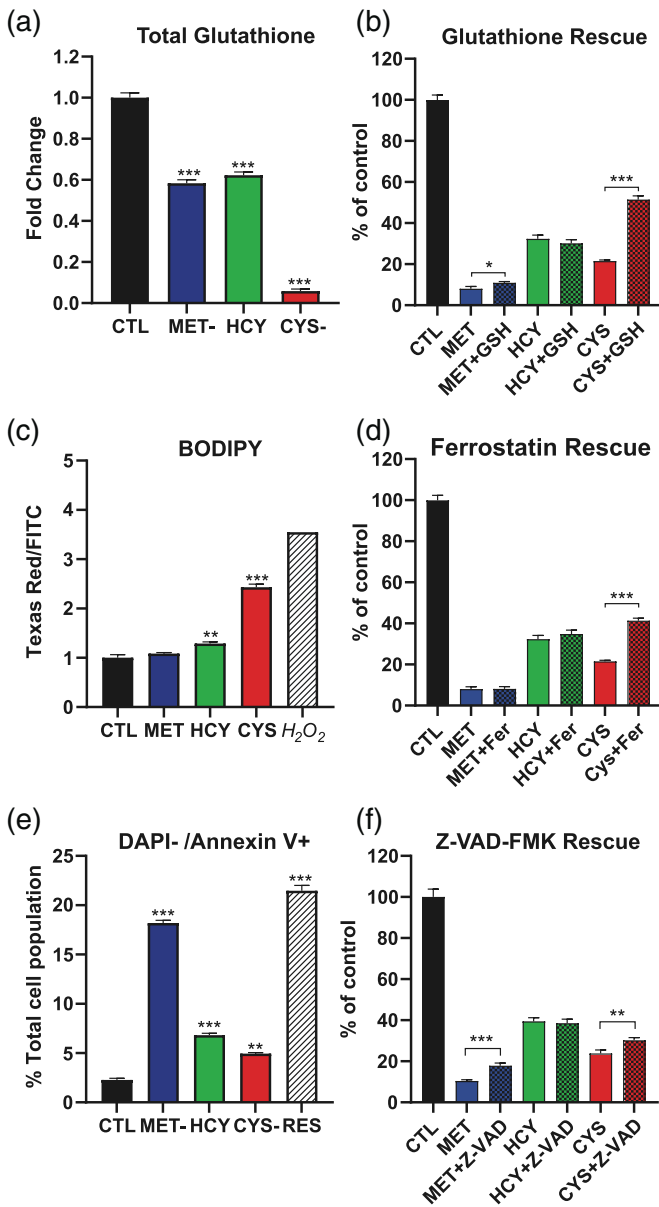 (a)
Total Glutathione
Fold Change
1.2
1.0
0.8
0.6
0.4
0.2
0.0
***
***
***
CTL MET- HCY CYS-
(b)
Glutathione Rescue
% of control
120
100
80
60
40
20
0
*
***
CTL
MET
MET+GSH
HCY
HCY+GSH
CYS
CYS+GSH
(c)
BODIPY
Texas Red/FITC
5
4
3
2
1
0
**
***
CTL MET HCY CYS H2O2
(d)
Ferrostatin Rescue
% of control
120
100
80
60
40
20
0
***
CTL
MET
MET+Fer
HCY
HCY+Fer
CYS
Cys+Fer
(e)
DAPI- /Annexin V+
% Total cell population
25
20
15
10
5
0
***
***
**
***
CTL MET- HCY CYS- RES
(f)
Z-VAD-FMK Rescue
% of control
120
100
80
60
40
20
0
***
**
CTL
MET
MET+Z-VAD
HCY
HCY+Z-VAD
CYS
CYS+Z-VAD